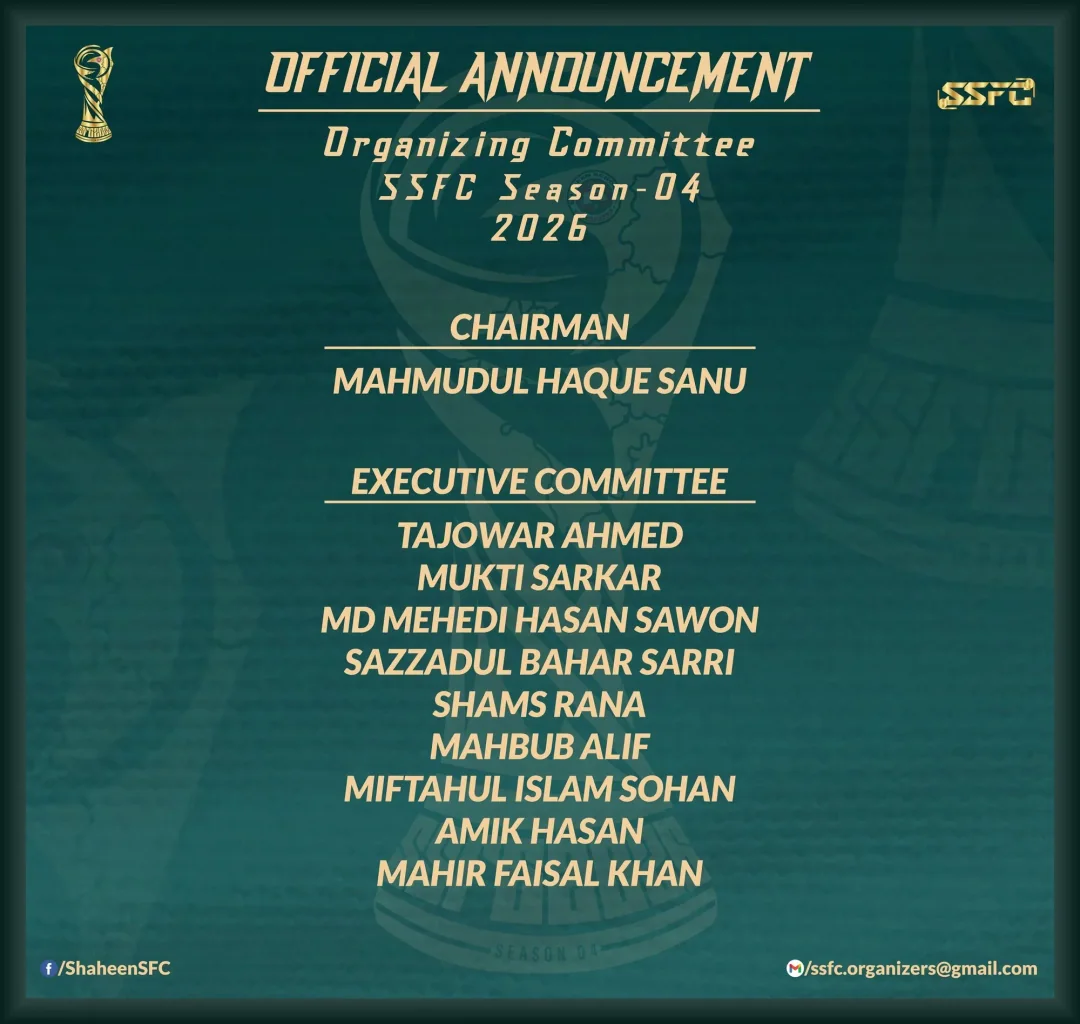 OFFICIAL ANNOUNCEMENT
SSFC
Organizing Committee
SSFC Season-04
2026
CHAIRMAN
MAHMUDUL HAQUE SANU
EXECUTIVE COMMITTEE
TAJOWAR AHMED
MUKTI SARKAR
MD MEHEDI HASAN SAWON
SAZZADUL BAHAR SARRI
SHAMS RANA
MAHBUB ALIF
MIFTAHUL ISLAM SOHAN
AMIK HASAN
MAHIR FAISAL KHAN
SEASON 04
/ShaheenSFC
/ssfc.organizers@gmail.com